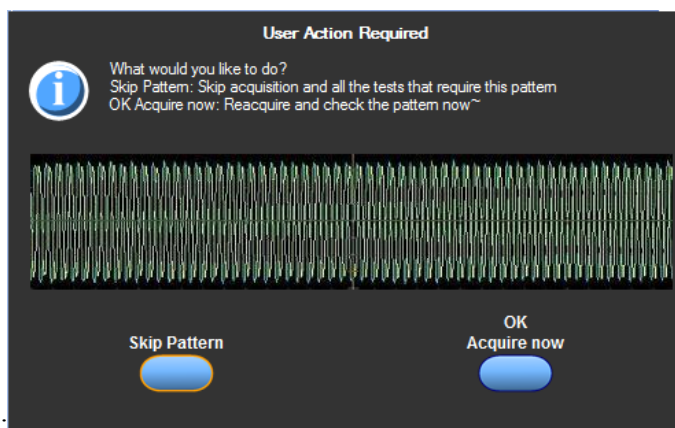 User Action Required
What would you like to do?
Skip Pattern: Skip acquisition and all the tests that require this pattern
OK Acquire now: Reacquire and check the pattern now~
Skip Pattern
OK
Acquire now